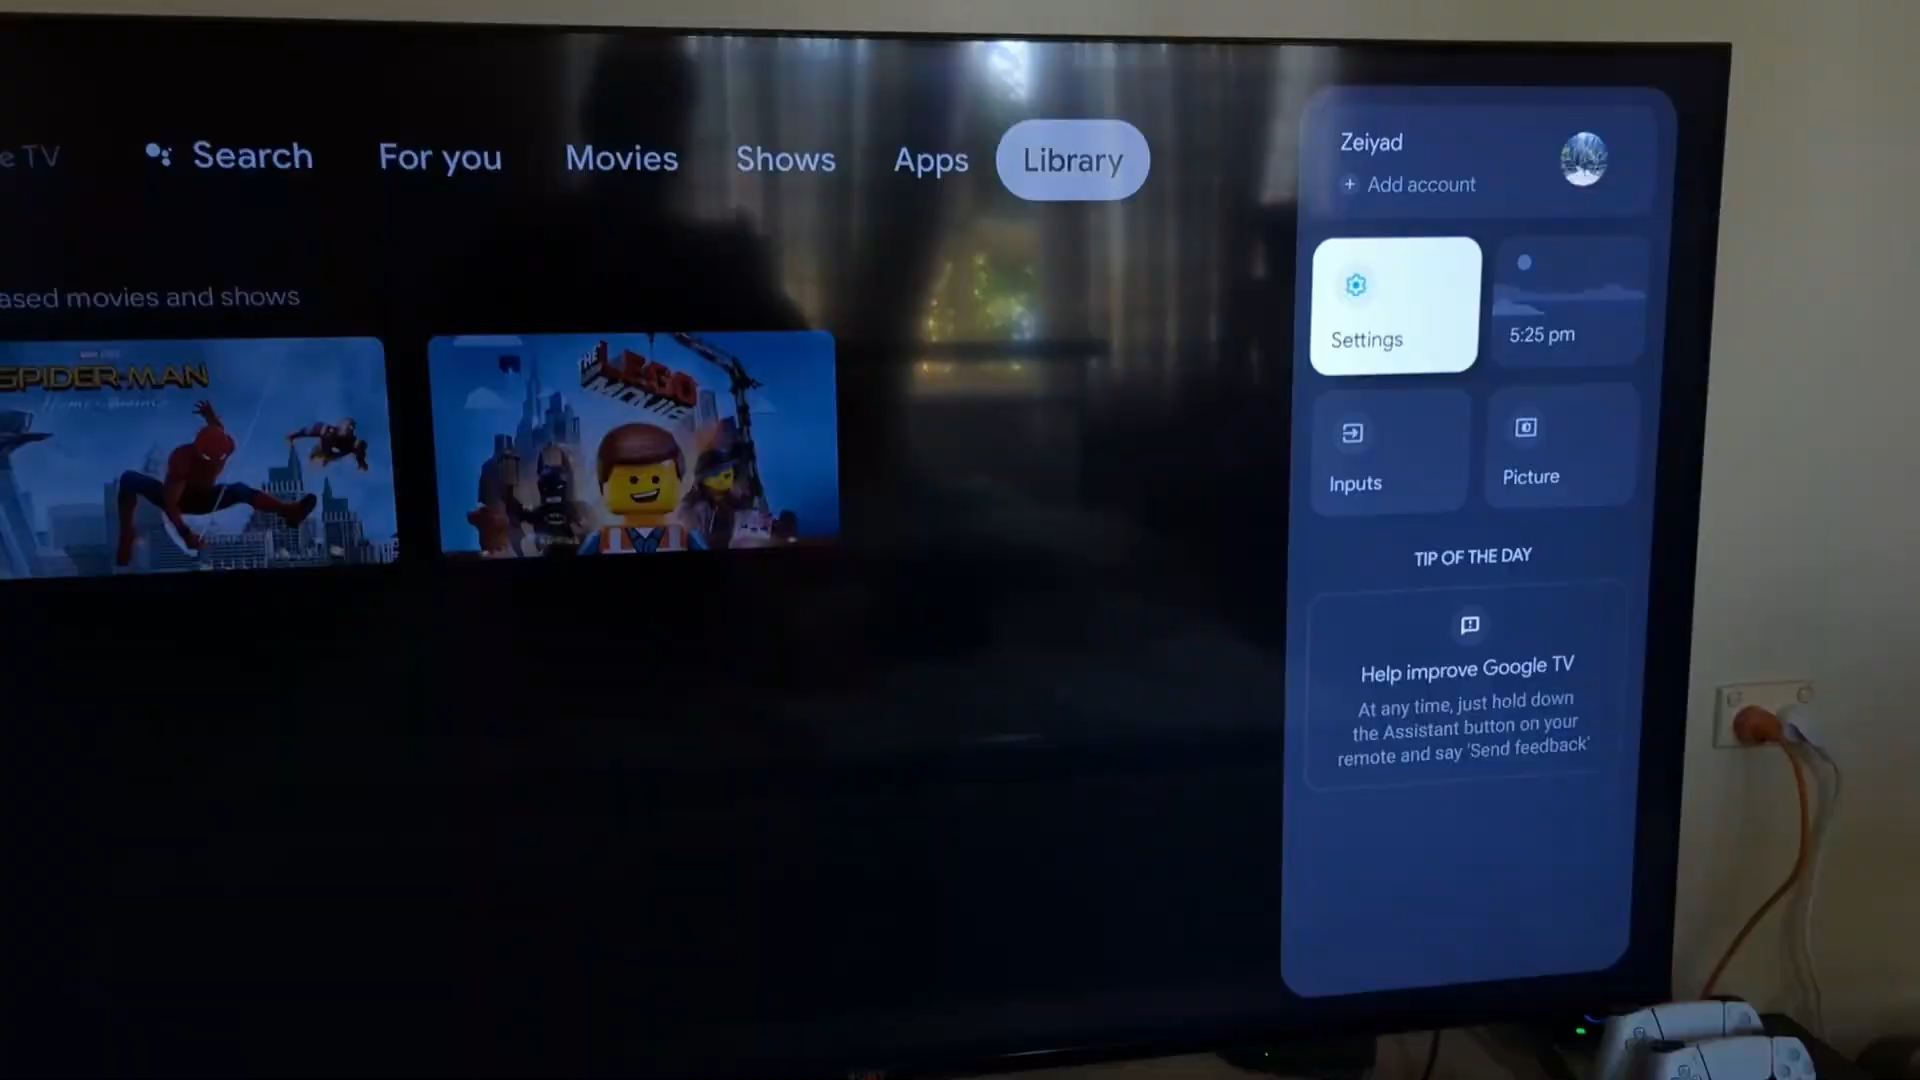 e TV
Search
For you
Movies
Shows
Apps
Library
ased movies and shows
SPIDER-MAN
THE
LEGO
MOVIE
Zeiyad
+ Add account
Settings
5:25 pm
Inputs
Picture
TIP OF THE DAY
Help improve Google TV
At any time, just hold down
the Assistant button on your
remote and say 'Send feedback'